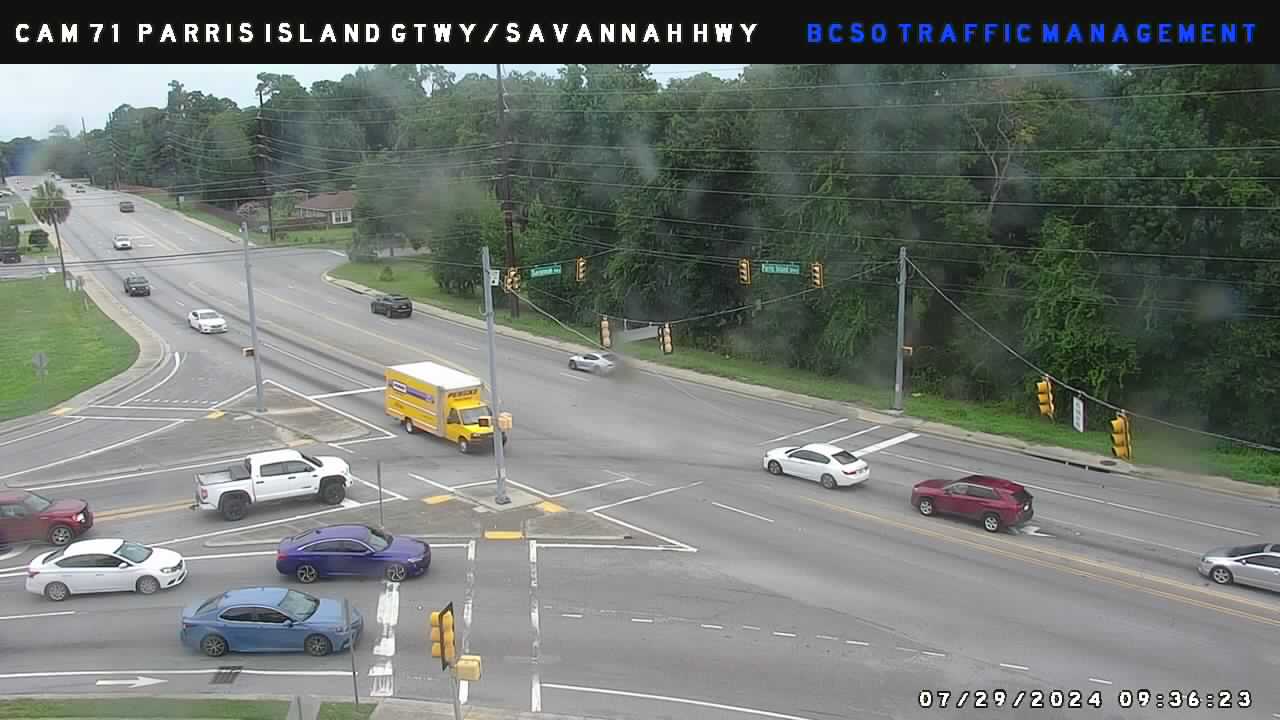 CAM 71 PARRIS ISLAND GTWY/SAVANNAH HWY BCSO TRAFFIC MANAGEMENT
PENSKE
07/29/2024 09:36:23